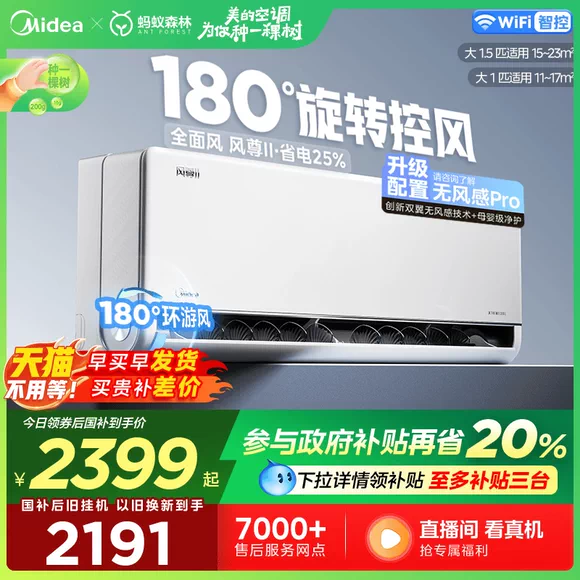 Midea
蚂蚁森林
ANT FOREST
美的空调
为你种一棵树
WiFi 智控
大 1.5 匹适用 15~23㎡
大 1 匹适用 11~17㎡
种一棵树
200g
180°旋转控风
全面风 风尊II·省电25%
升级配置
请咨询了解
无风感Pro
创新双翼无风感技术+母婴级净护
风尊II
Midea
180°环游风
天猫
不用等！
早买早发货
买贵补差价
今日领券后国补到手价
¥2399起
国补后旧挂机 以旧换新到手
2191
参与政府补贴再省20%
下拉详情领补贴 至多补贴三台
7000+
售后服务网点
直播间 看真机
抢专属福利